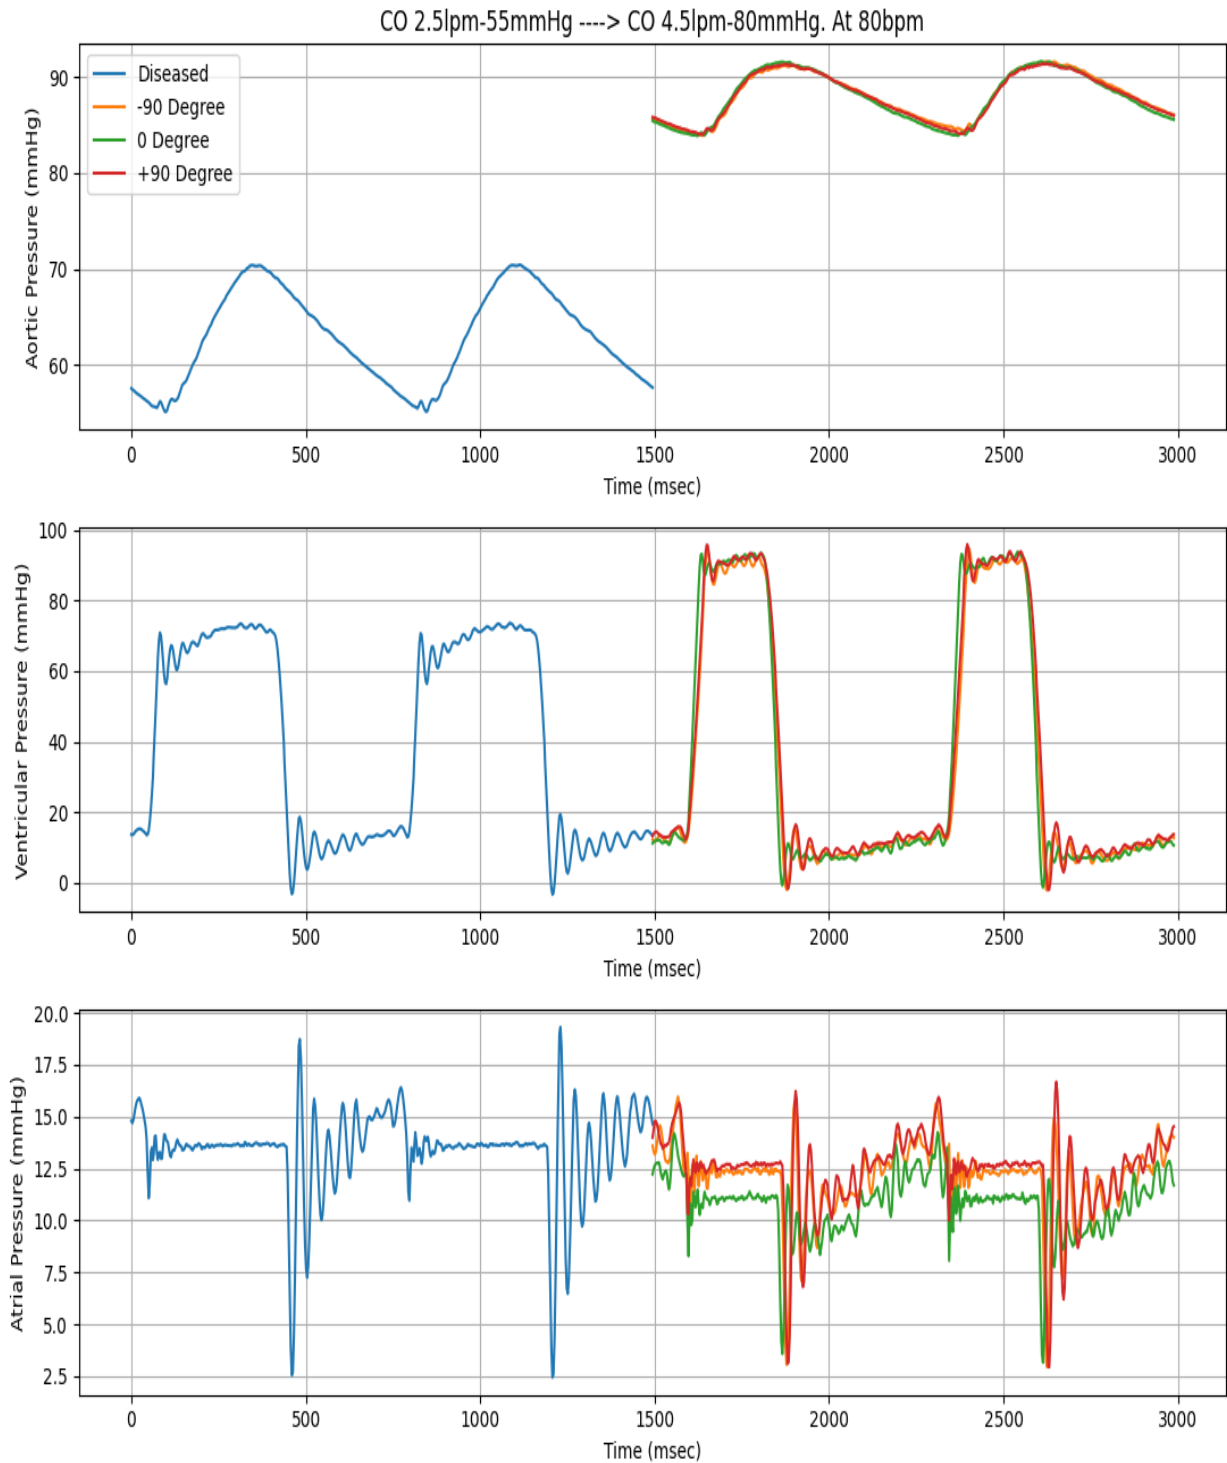 CO 2.5lpm-55mmHg ----> CO 4.5lpm-80mmHg. At 80bpm
Diseased
-90 Degree
0 Degree
+90 Degree
Aortic Pressure (mmHg)
90
80
70
60
0 500 1000 1500 2000 2500 3000
Time (msec)
Ventricular Pressure (mmHg)
100
80
60
40
20
0
0 500 1000 1500 2000 2500 3000
Time (msec)
Atrial Pressure (mmHg)
20.0
17.5
15.0
12.5
10.0
7.5
5.0
2.5
0 500 1000 1500 2000 2500 3000
Time (msec)